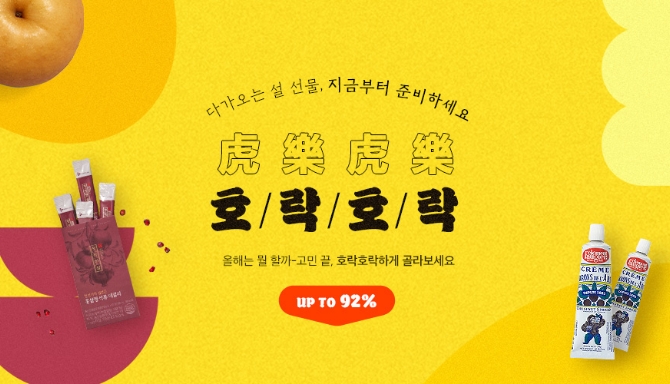 다가오는 설 선물, 지금부터 준비하세요
虎樂虎樂
호/락/호/락
올해는 뭘 할까-고민 끝, 호락호락하게 골라보세요
UP TO 92%
CRÈME